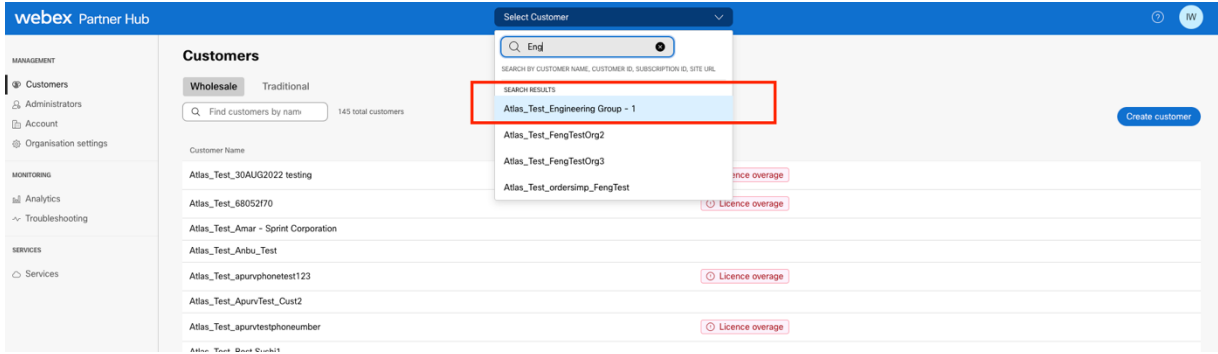 webex Partner Hub
Select Customer
IW
Eng
SEARCH BY CUSTOMER NAME, CUSTOMER ID, SUBSCRIPTION ID, SITE URL
SEARCH RESULTS
Atlas_Test_Engineering Group - 1
Atlas_Test_FengTestOrg2
Atlas_Test_FengTestOrg3
Atlas_Test_ordersimp_FengTest
MANAGEMENT
Customers
Administrators
Account
Organisation settings
MONITORING
Analytics
Troubleshooting
SERVICES
Services
Customers
Wholesale Traditional
Find customers by nam 145 total customers
Create customer
Customer Name
Atlas_Test_30AUG2022 testing ence overage
Atlas_Test_68052f70 Licence overage
Atlas_Test_Amar - Sprint Corporation
Atlas_Test_Anbu_Test
Atlas_Test_apurvphonetest123 Licence overage
Atlas_Test_ApurvTest_Cust2
Atlas_Test_apurvtestphoneumber Licence overage
Atlas_Test_Best Sushi1